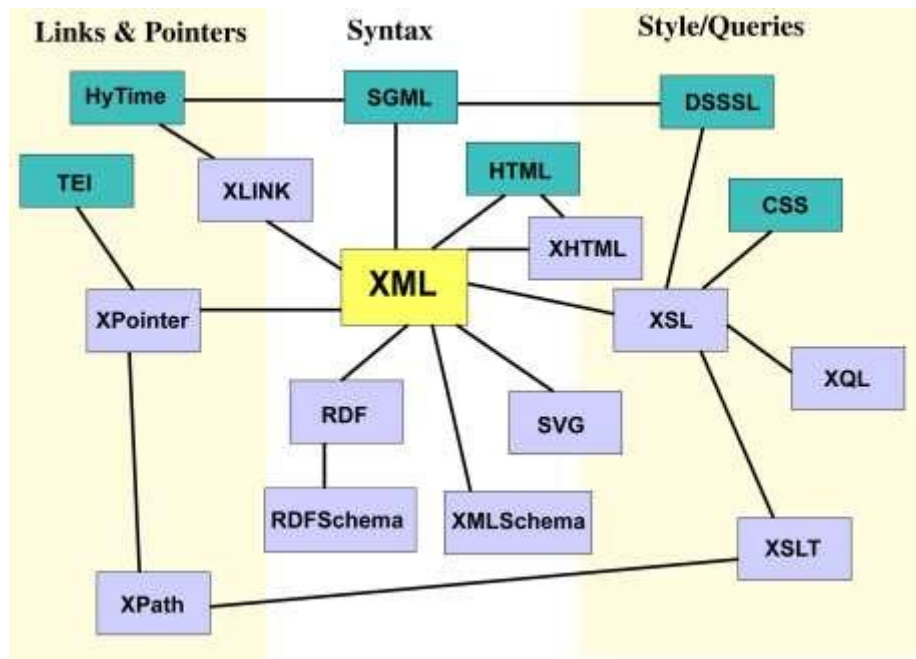 Links & Pointers
Syntax
Style/Queries
HyTime
SGML
DSSSL
TEI
XLINK
HTML
CSS
XHTML
XML
XPointer
XSL
XQL
RDF
SVG
RDFSchema
XMLSchema
XSLT
XPath